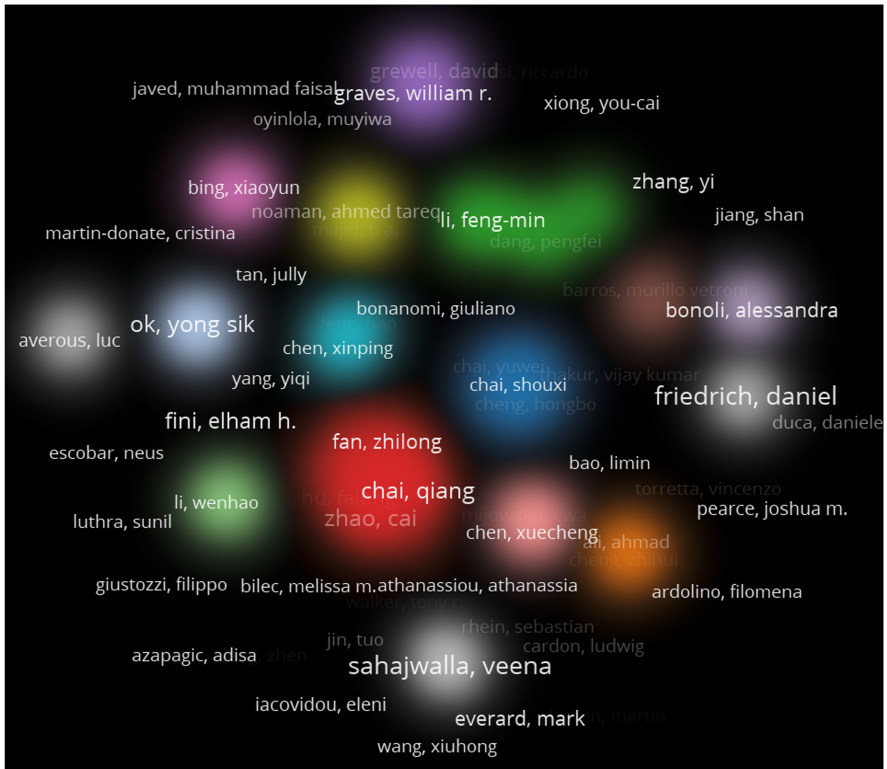 grewell, david
javed, muhammad faisal
graves, william r.
xiong, you-cai
oyinlola, muyiwa
zhang, yi
bing, xiaoyun
noaman, ahmed tareq
li, feng-min
jiang, shan
martin-donate, cristina
dang, pengfei
tan, jully
barros, murillo vetroni
bonanomi, giuliano
bonoli, alessandra
ok, yong sik
averous, luc
chen, xinping
chai, yuwei
thakur, vijay kumar
yang, yiqi
chai, shouxi
friedrich, daniel
cheng, hongbo
fini, elham h.
duca, daniele
fan, zhilong
escobar, neus
bao, limin
chai, qiang
torretta, vincenzo
li, wenhao
zhao, cai
pearce, joshua m.
luthra, sunil
chen, xuecheng
ali, ahmad
cheng, zhihui
giustozzi, filippo
bilec, melissa m.
athanassiou, athanassia
ardolino, filomena
walker, tony r.
rhein, sebastian
jin, tuo
cardon, ludwig
azapagic, adisa
sahajwalla, veena
iacovidou, eleni
everard, mark
wang, xiuhong